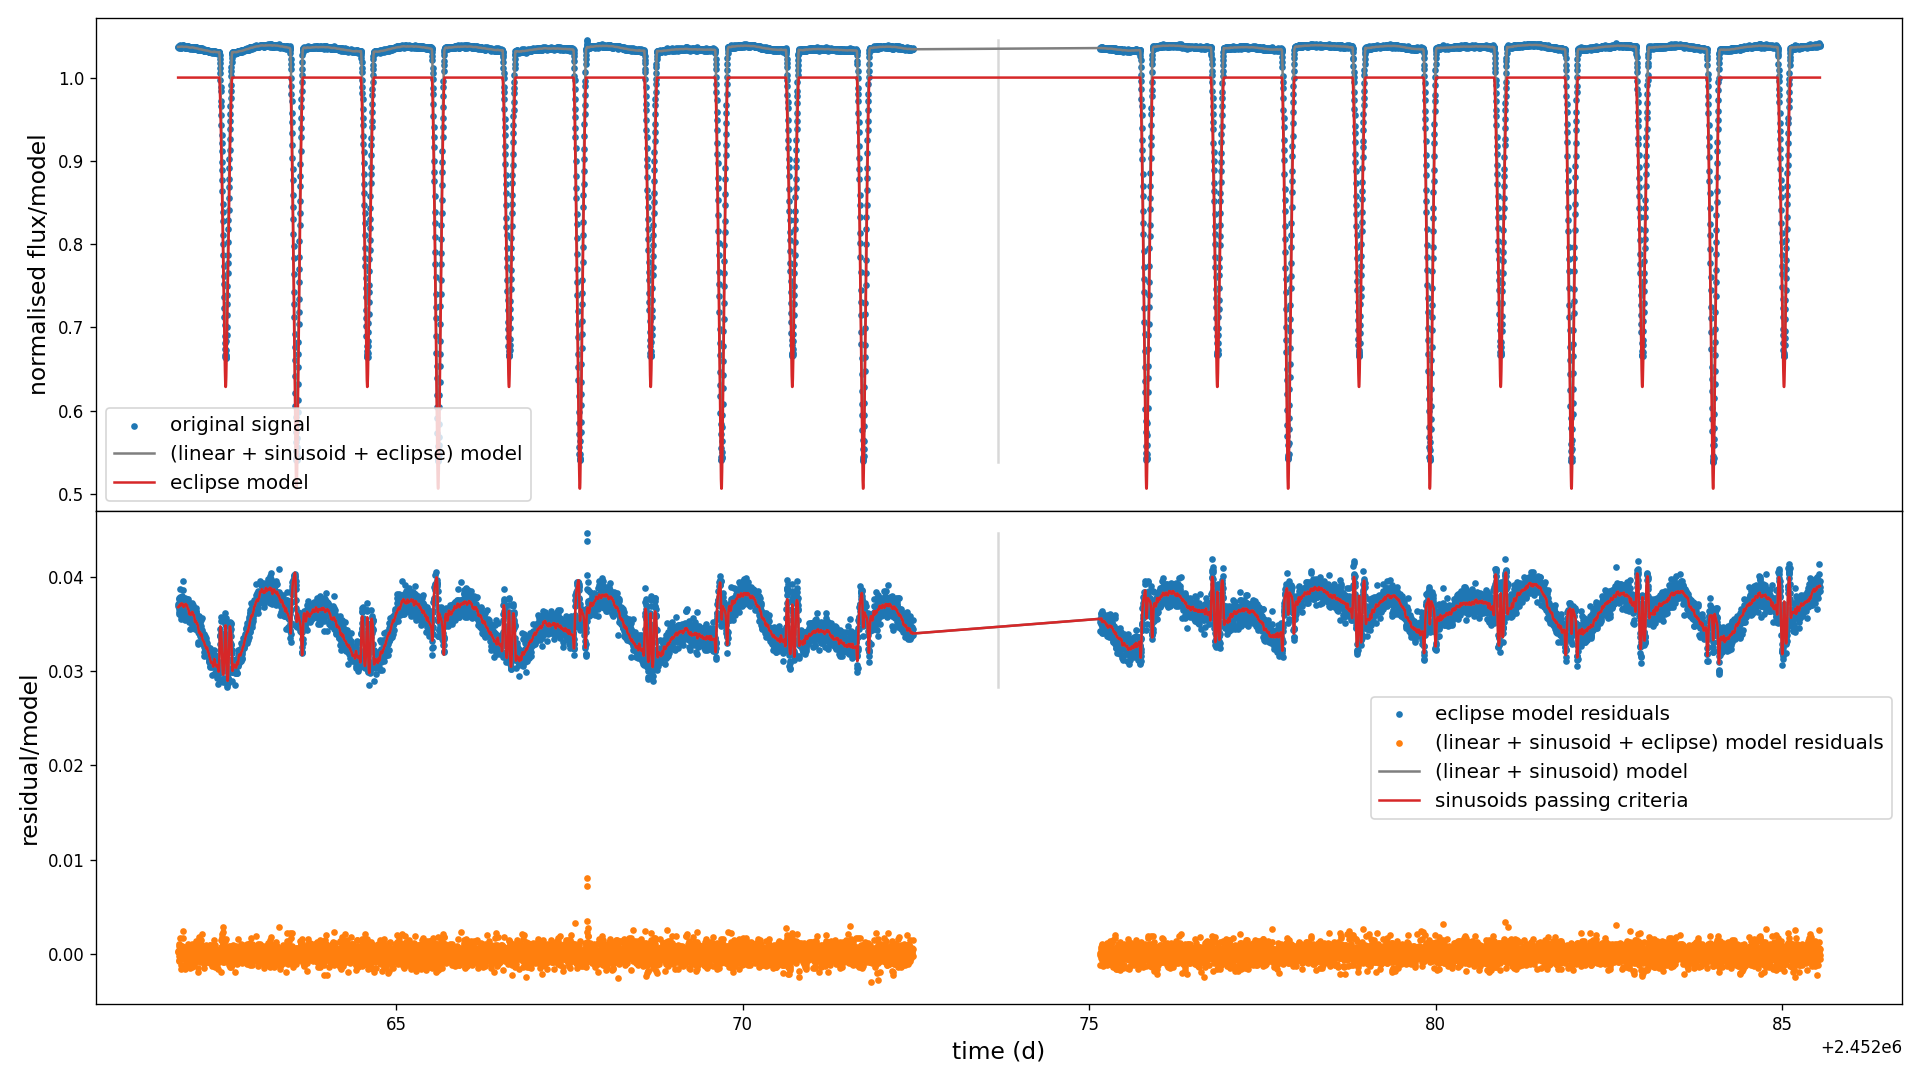 normalised flux/model
1.0
0.9
0.8
0.7
0.6
0.5
original signal
(linear + sinusoid + eclipse) model
eclipse model
residual/model
0.04
0.03
0.02
0.01
0.00
eclipse model residuals
(linear + sinusoid + eclipse) model residuals
(linear + sinusoid) model
sinusoids passing criteria
65
70
75
80
85
time (d)
+2.452e6